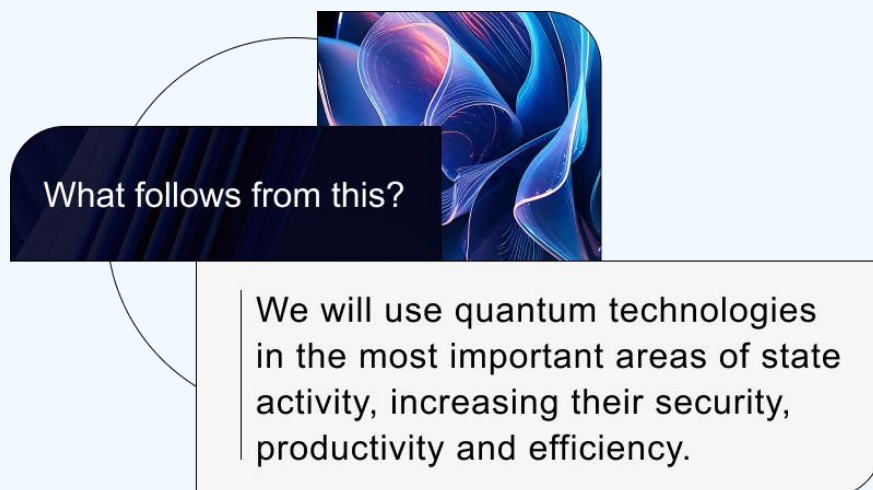 What follows from this?
We will use quantum technologies
in the most important areas of state
activity, increasing their security,
productivity and efficiency.